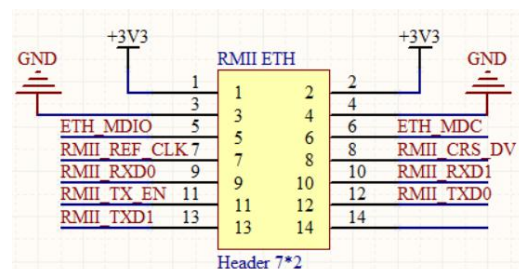 +3V3 +3V3
GND RMII ETH GND
1 1 2 2
3 3 4 4
ETH_MDIO 5 5 6 6 ETH_MDC
RMII_REF_CLK 7 7 8 8 RMII_CRS_DV
RMII_RXD0 9 9 10 10 RMII_RXD1
RMII_TX_EN 11 11 12 12 RMII_TXD0
RMII_TXD1 13 13 14 14
Header 7*2